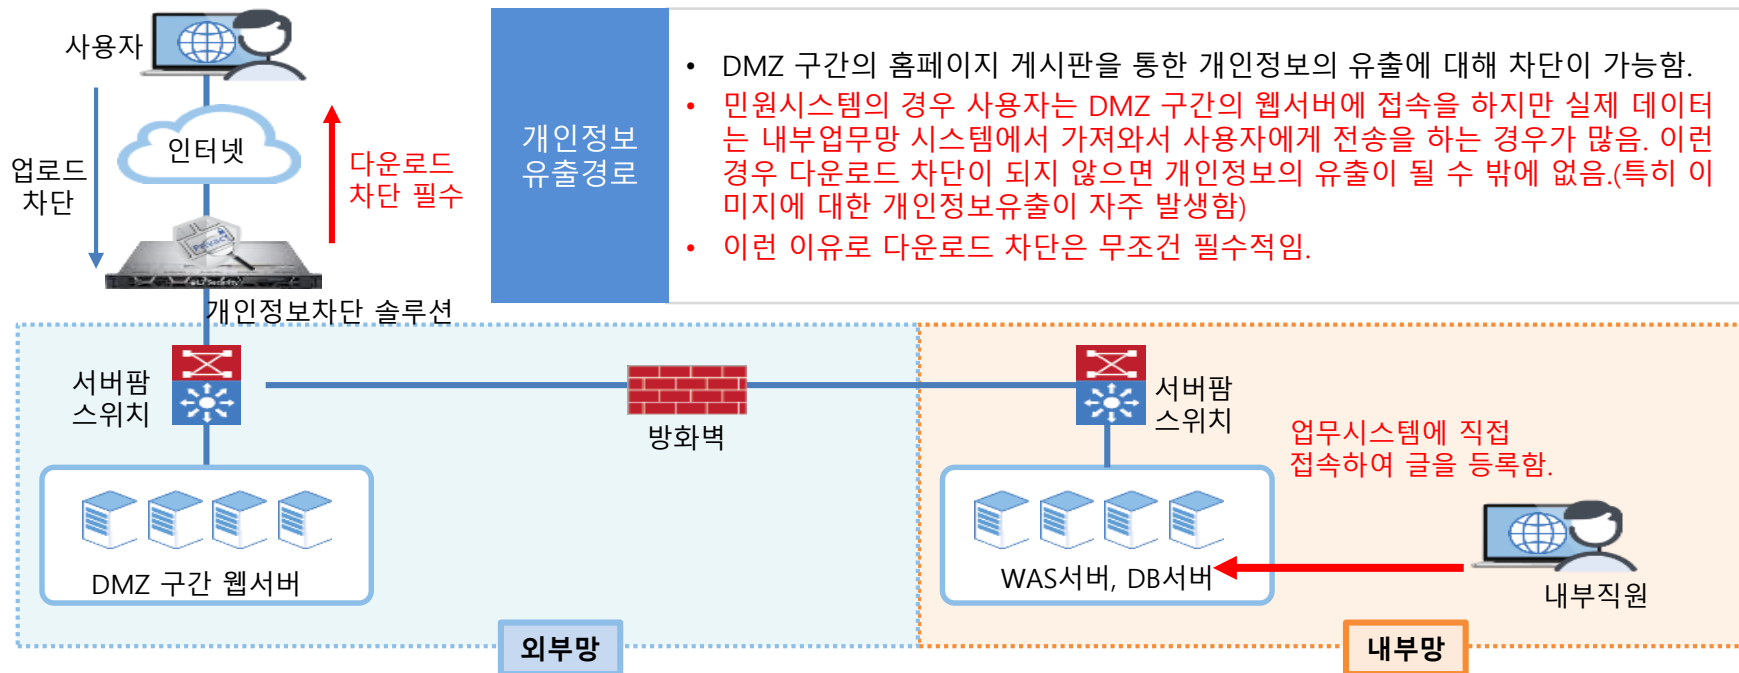 사용자
인터넷
업로드
차단
다운로드
차단 필수
Privacy
개인정보차단 솔루션
개인정보
유출경로
• DMZ 구간의 홈페이지 게시판을 통한 개인정보의 유출에 대해 차단이 가능함.
• 민원시스템의 경우 사용자는 DMZ 구간의 웹서버에 접속을 하지만 실제 데이터
는 내부업무망 시스템에서 가져와서 사용자에게 전송을 하는 경우가 많음. 이런
경우 다운로드 차단이 되지 않으면 개인정보의 유출이 될 수 밖에 없음.(특히 이
미지에 대한 개인정보유출이 자주 발생함)
• 이런 이유로 다운로드 차단은 무조건 필수적임.
서버팜
스위치
방화벽
서버팜
스위치
업무시스템에 직접
접속하여 글을 등록함.
DMZ 구간 웹서버
WAS서버, DB서버
내부직원
외부망
내부망